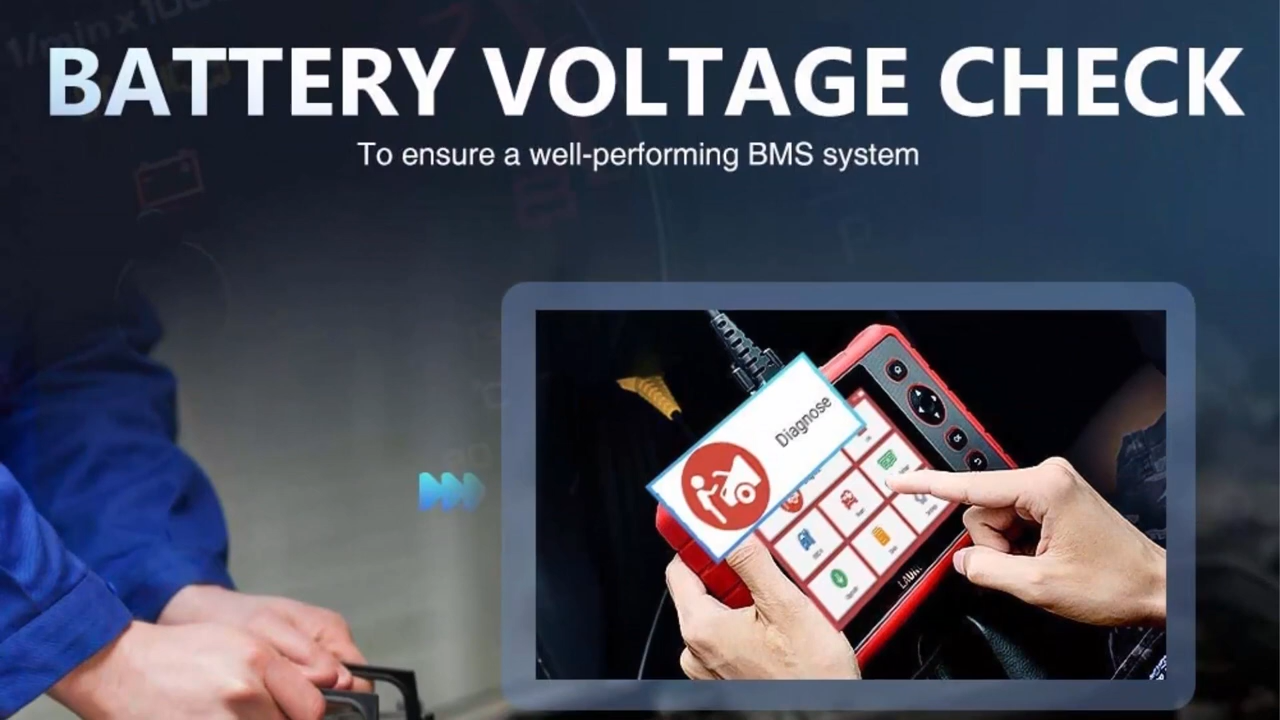 BATTERY VOLTAGE CHECK
To ensure a well-performing BMS system
Diagnose